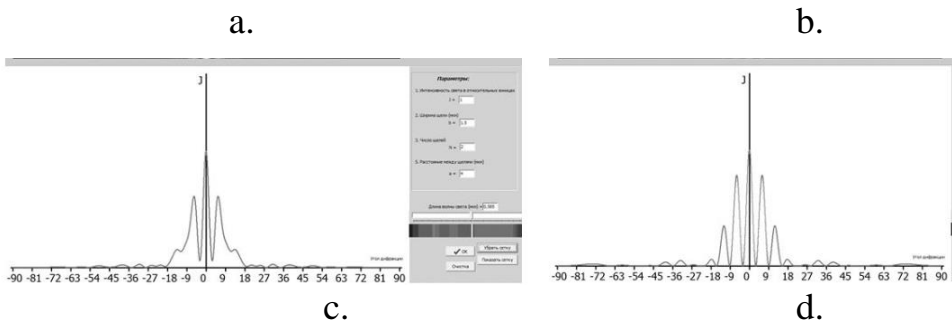 a.
b.
J
Параметры:
1. Интенсивность света в относительных единицах
I =
2. Ширина щели (мкм)
b = 1.5
3. Число щелей
N = 2
5. Расстояние между щелями (мкм)
a =
Длина волны света (мкм) =
OK
Убрать сетку
Очистка
Показать сетку
Угол дифракции
-90 -81 -72 -63 -54 -45 -36 -27 -18 -9 0 9 18 27 36 45 54 63 72 81 90
J
Угол дифракции
-90 -81 -72 -63 -54 -45 -36 -27 -18 -9 0 9 18 27 36 45 54 63 72 81 90
c.
d.